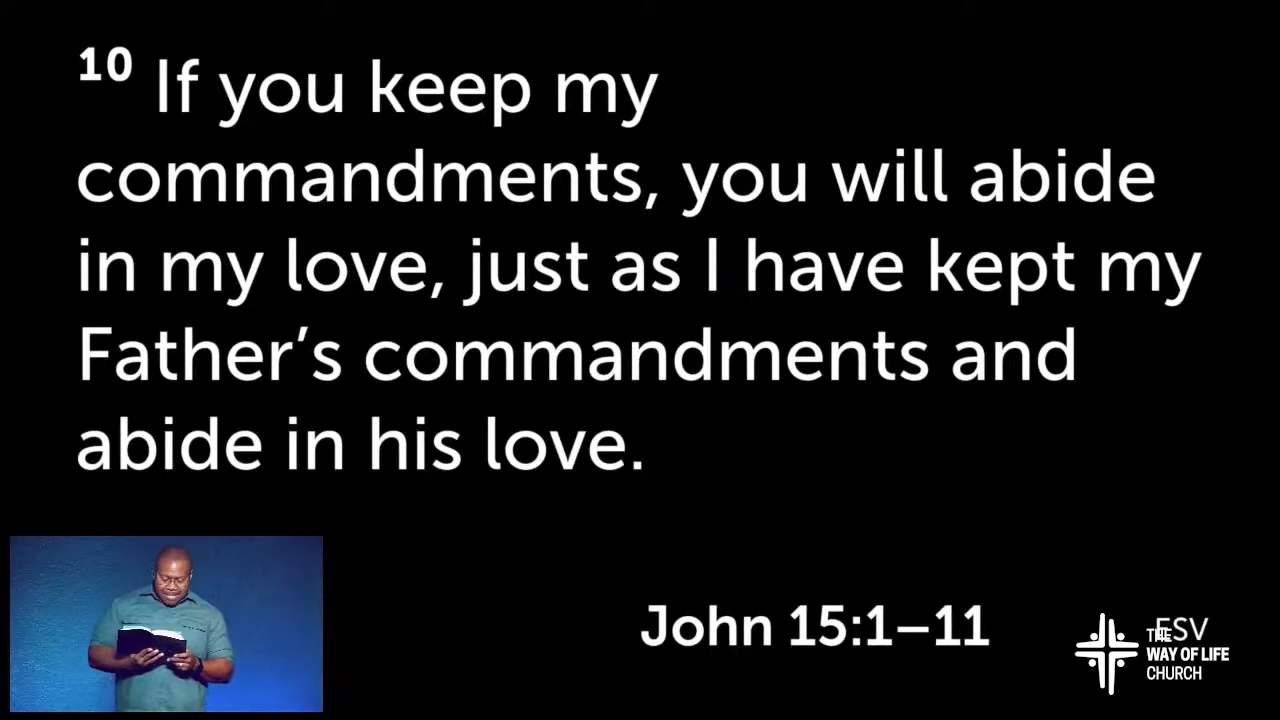 10 If you keep my
commandments, you will abide
in my love, just as I have kept my
Father’s commandments and
abide in his love.
John 15:1–11
ESV
THE
WAY OF LIFE
CHURCH